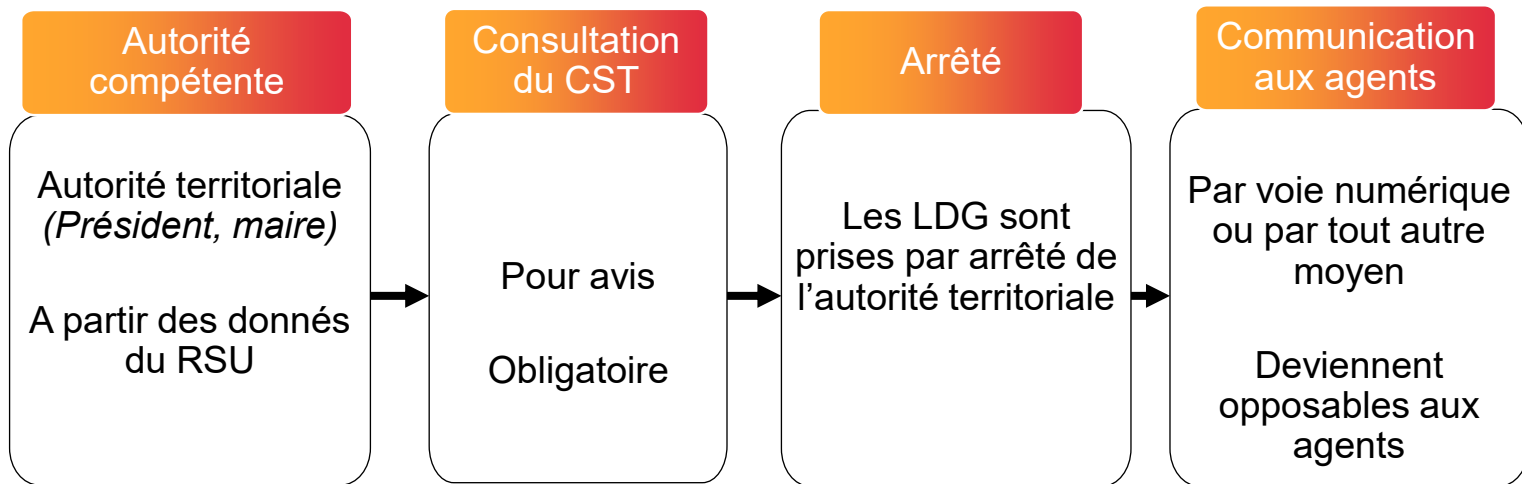 Autorité
compétente
Autorité territoriale
(Président, maire)
A partir des donnés
du RSU
Consultation
du CST
Pour avis
Obligatoire
Arrêté
Les LDG sont
prises par arrêté de
l’autorité territoriale
Communication
aux agents
Par voie numérique
ou par tout autre
moyen
Deviennent
opposables aux
agents